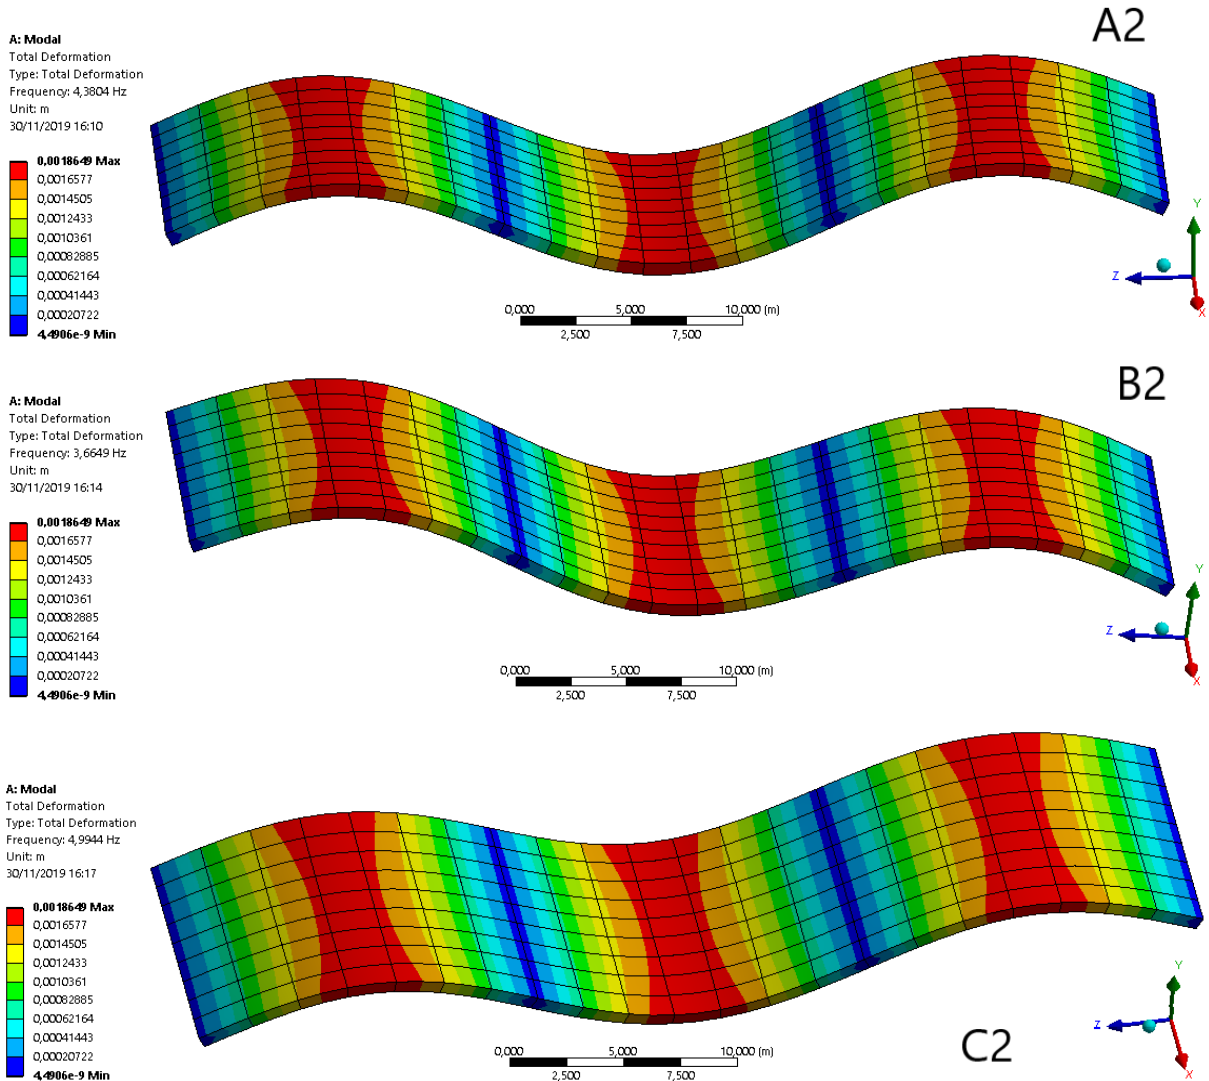 A2
A: Modal
Total Deformation
Type: Total Deformation
Frequency: 4,3804 Hz
Unit: m
30/11/2019 16:10
0,0018649 Max
0,0016577
0,0014505
0,0012433
0,0010361
0,00082885
0,00062164
0,00041443
0,00020722
4,4906e-9 Min
Y
Z
X
0,000 5,000 10,000 (m)
2,500 7,500
B2
A: Modal
Total Deformation
Type: Total Deformation
Frequency: 3,6649 Hz
Unit: m
30/11/2019 16:14
0,0018649 Max
0,0016577
0,0014505
0,0012433
0,0010361
0,00082885
0,00062164
0,00041443
0,00020722
4,4906e-9 Min
Y
Z
X
0,000 5,000 10,000 (m)
2,500 7,500
A: Modal
Total Deformation
Type: Total Deformation
Frequency: 4,9944 Hz
Unit: m
30/11/2019 16:17
0,0018649 Max
0,0016577
0,0014505
0,0012433
0,0010361
0,00082885
0,00062164
0,00041443
0,00020722
4,4906e-9 Min
Y
Z
X
C2
0,000 5,000 10,000 (m)
2,500 7,500